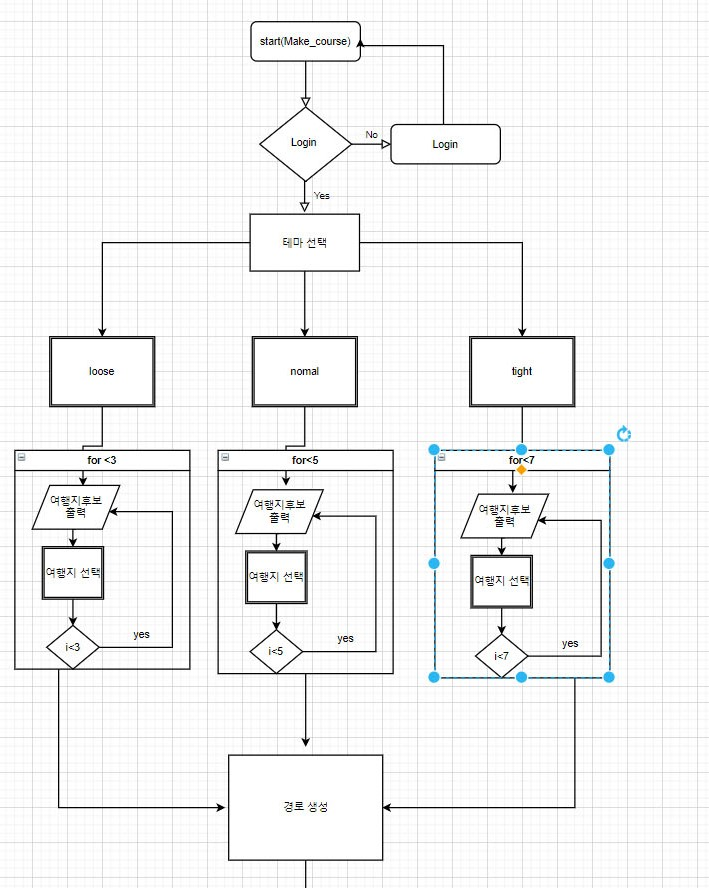 start(Make_course)
Login
No
Login
Yes
테마 선택
loose
nomal
tight
for <3
여행지후보
출력
여행지 선택
i<3
yes
for<5
여행지후보
출력
여행지 선택
i<5
yes
for<7
여행지후보
출력
여행지 선택
i<7
yes
경로 생성